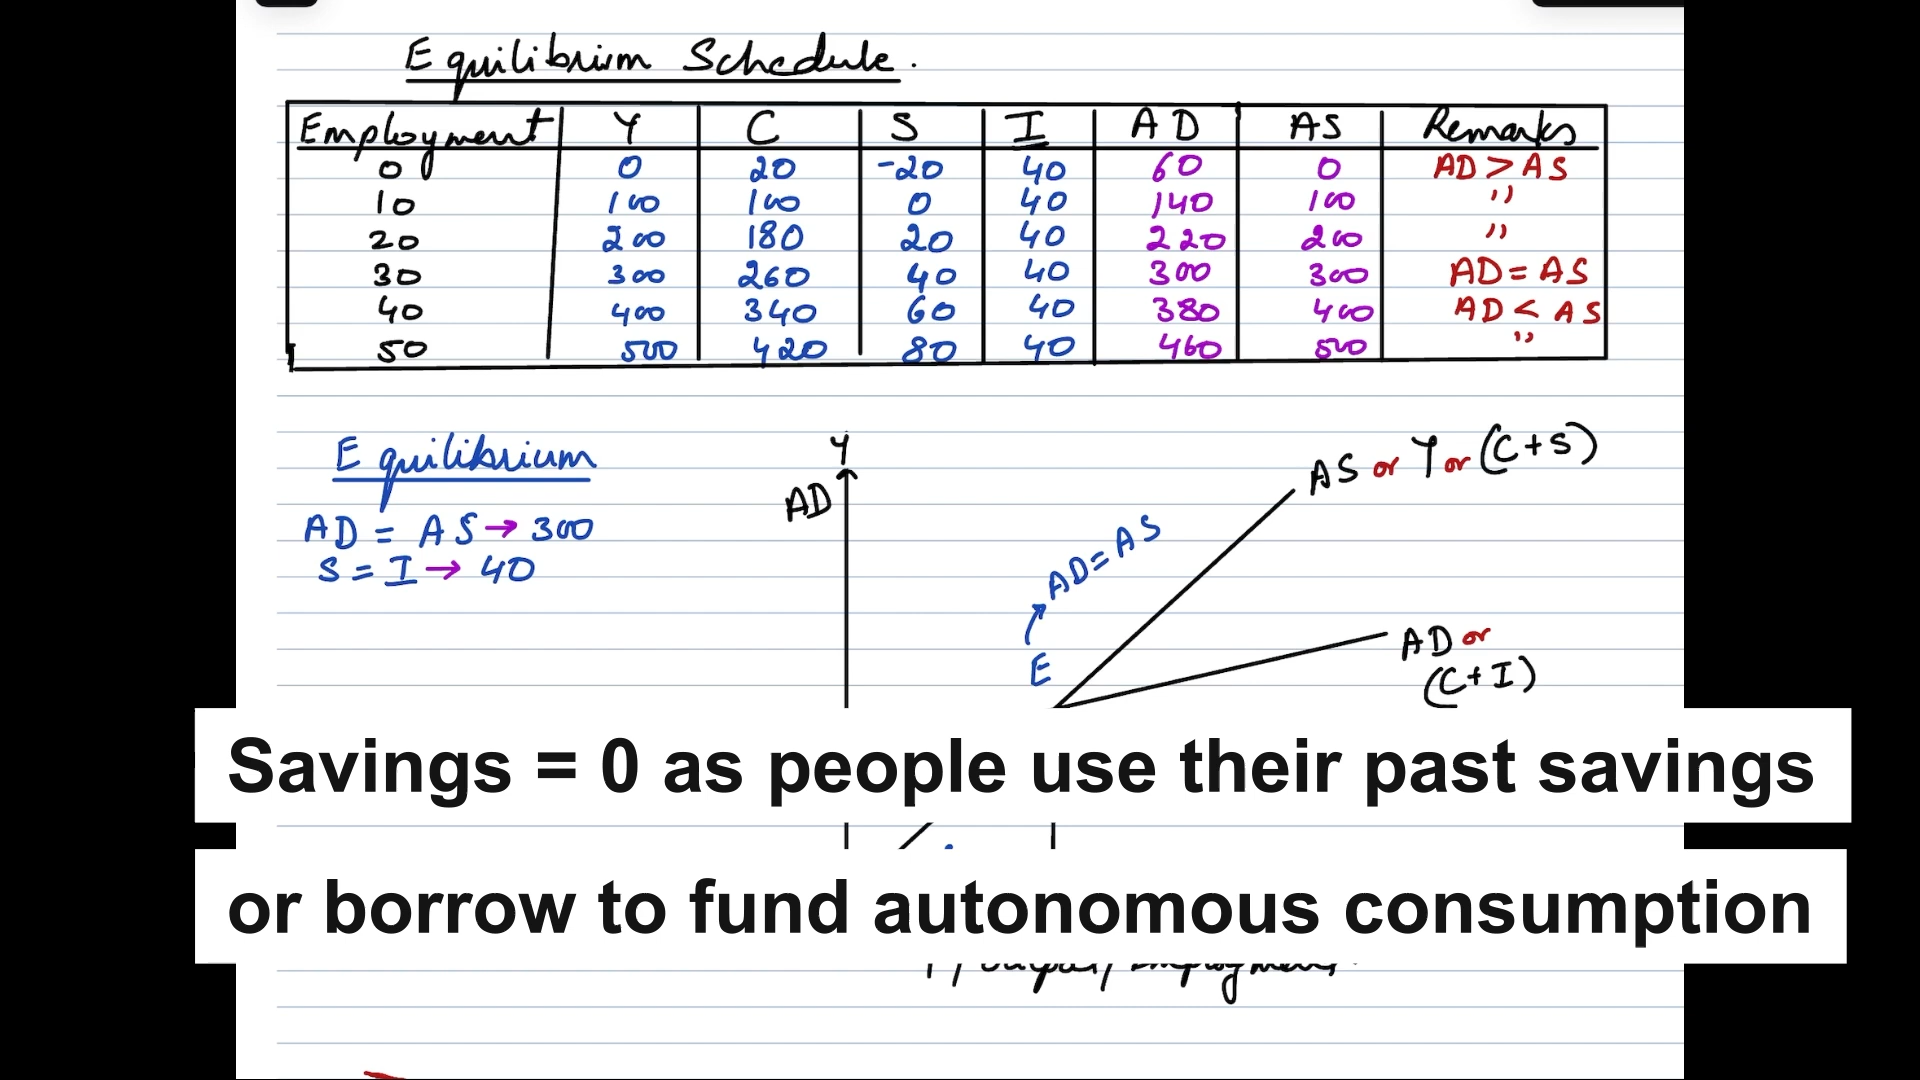 Equilibrium Schedule.
Employment Y C S I AD AS Remarks
0 0 20 -20 40 60 0 AD > AS
10 100 100 0 40 140 100 ''
20 200 180 20 40 220 200 ''
30 300 260 40 40 300 300 AD = AS
40 400 340 60 40 380 400 AD < AS
50 500 420 80 40 460 500 ''
Equilibrium
AD = AS → 300
S = I → 40
Y
AD
AS or Y or (C+S)
AD = AS
E
AD or
(C+I)
Savings = 0 as people use their past savings
or borrow to fund autonomous consumption